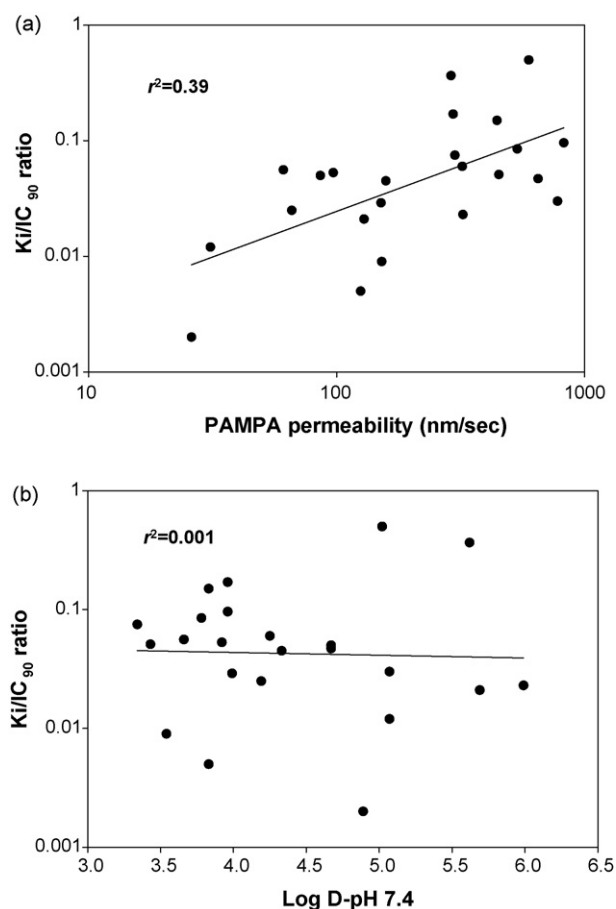 (a)
1
r²=0.39
0.1
Ki/IC₉₀ ratio
0.01
0.001
10 100 1000
PAMPA permeability (nm/sec)
(b)
1
r²=0.001
0.1
Ki/IC₉₀ ratio
0.01
0.001
3.0 3.5 4.0 4.5 5.0 5.5 6.0 6.5
Log D-pH 7.4